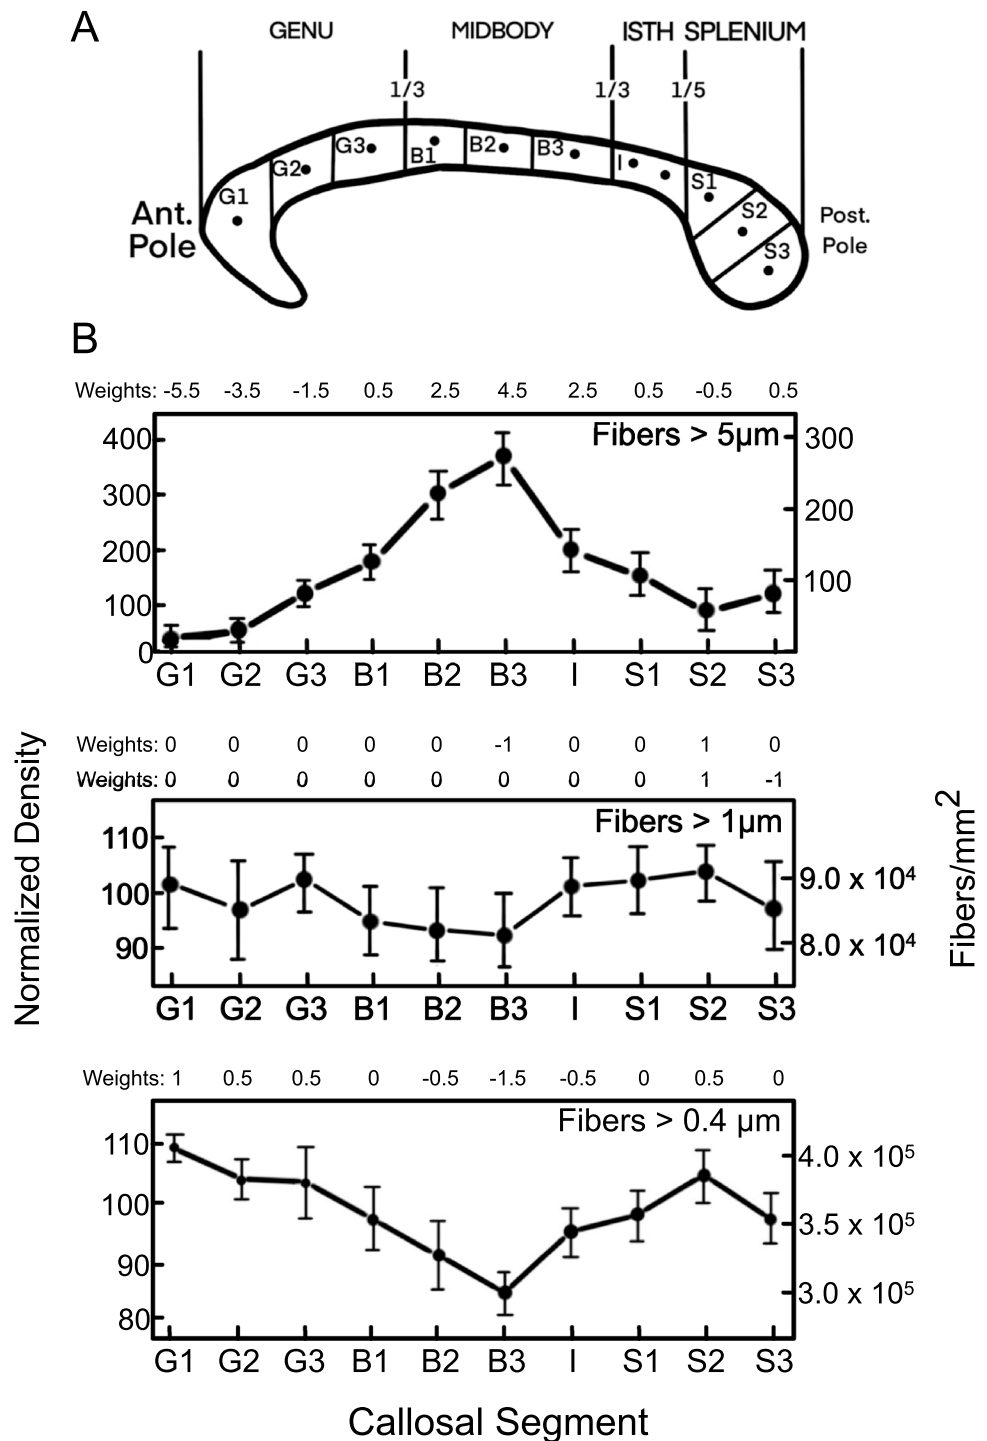 A
GENU MIDBODY ISTH SPLENIUM
1/3 1/3 1/5
G1 G2 G3 B1 B2 B3 I S1 S2 S3
Ant.
Pole
Post.
Pole
B
Weights: -5.5 -3.5 -1.5 0.5 2.5 4.5 2.5 0.5 -0.5 0.5
Fibers > 5µm
400 300
300 200
200 100
100
0
G1 G2 G3 B1 B2 B3 I S1 S2 S3
Weights: 0 0 0 0 0 -1 0 0 1 0
Weights: 0 0 0 0 0 0 0 0 1 -1
Fibers > 1µm
110
100 9.0 x 10⁴
90 8.0 x 10⁴
G1 G2 G3 B1 B2 B3 I S1 S2 S3
Normalized Density
Fibers/mm²
Weights: 1 0.5 0.5 0 -0.5 -1.5 -0.5 0 0.5 0
Fibers > 0.4 µm
110 4.0 x 10⁵
100 3.5 x 10⁵
90 3.0 x 10⁵
80
G1 G2 G3 B1 B2 B3 I S1 S2 S3
Callosal Segment